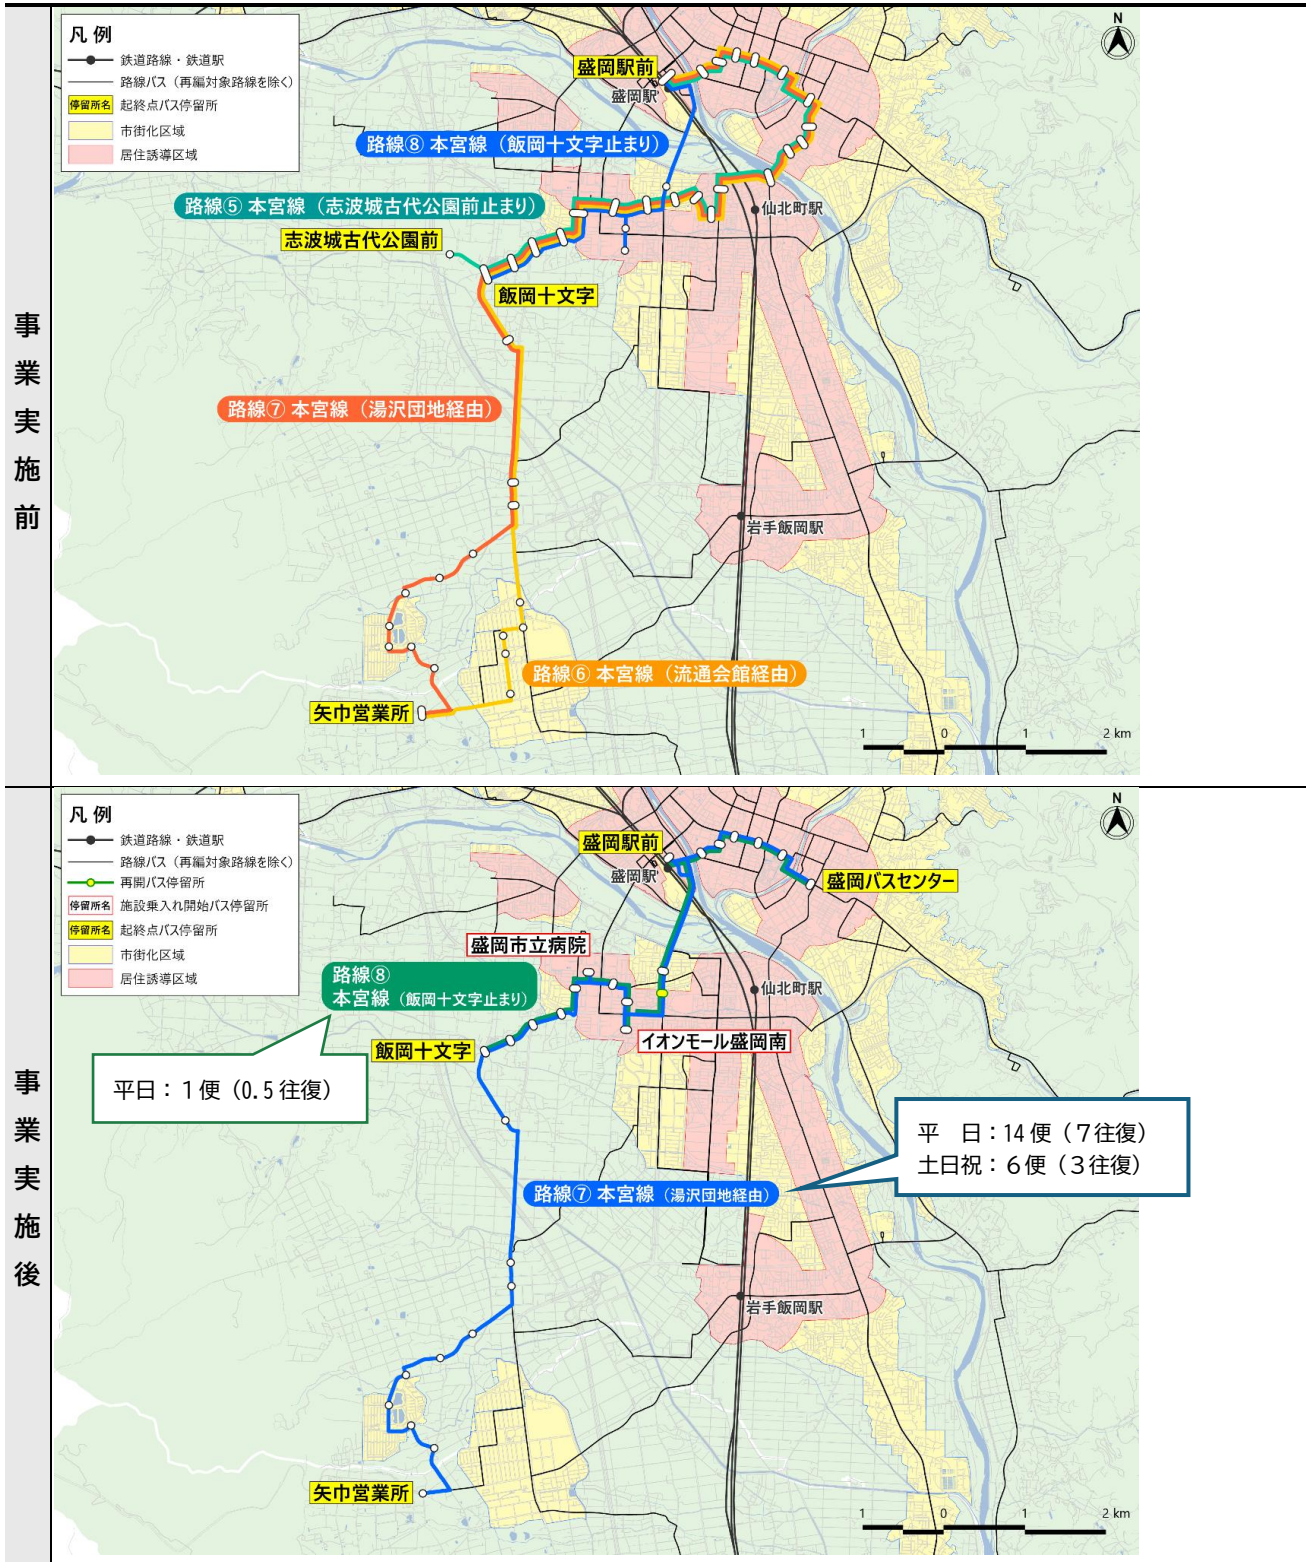 事業実施前
凡例
鉄道路線・鉄道駅
路線バス（再編対象路線を除く）
停留所名 起終点バス停留所
市街化区域
居住誘導区域
N
盛岡駅前
盛岡駅
路線⑧ 本宮線（飯岡十文字止まり）
路線⑤ 本宮線（志波城古代公園前止まり）
仙北町駅
志波城古代公園前
飯岡十文字
路線⑦ 本宮線（湯沢団地経由）
岩手飯岡駅
路線⑥ 本宮線（流通会館経由）
矢巾営業所
1 0 1 2 km
事業実施後
凡例
鉄道路線・鉄道駅
路線バス（再編対象路線を除く）
再開バス停留所
停留所名 施設乗入れ開始バス停留所
停留所名 起終点バス停留所
市街化区域
居住誘導区域
N
盛岡駅前
盛岡駅
盛岡バスセンター
盛岡市立病院
路線⑧
本宮線（飯岡十文字止まり）
仙北町駅
イオンモール盛岡南
飯岡十文字
平日：１便（0.5 往復）
平　日：14 便（７往復）
土日祝：６便（３往復）
路線⑦ 本宮線（湯沢団地経由）
岩手飯岡駅
矢巾営業所
1 0 1 2 km